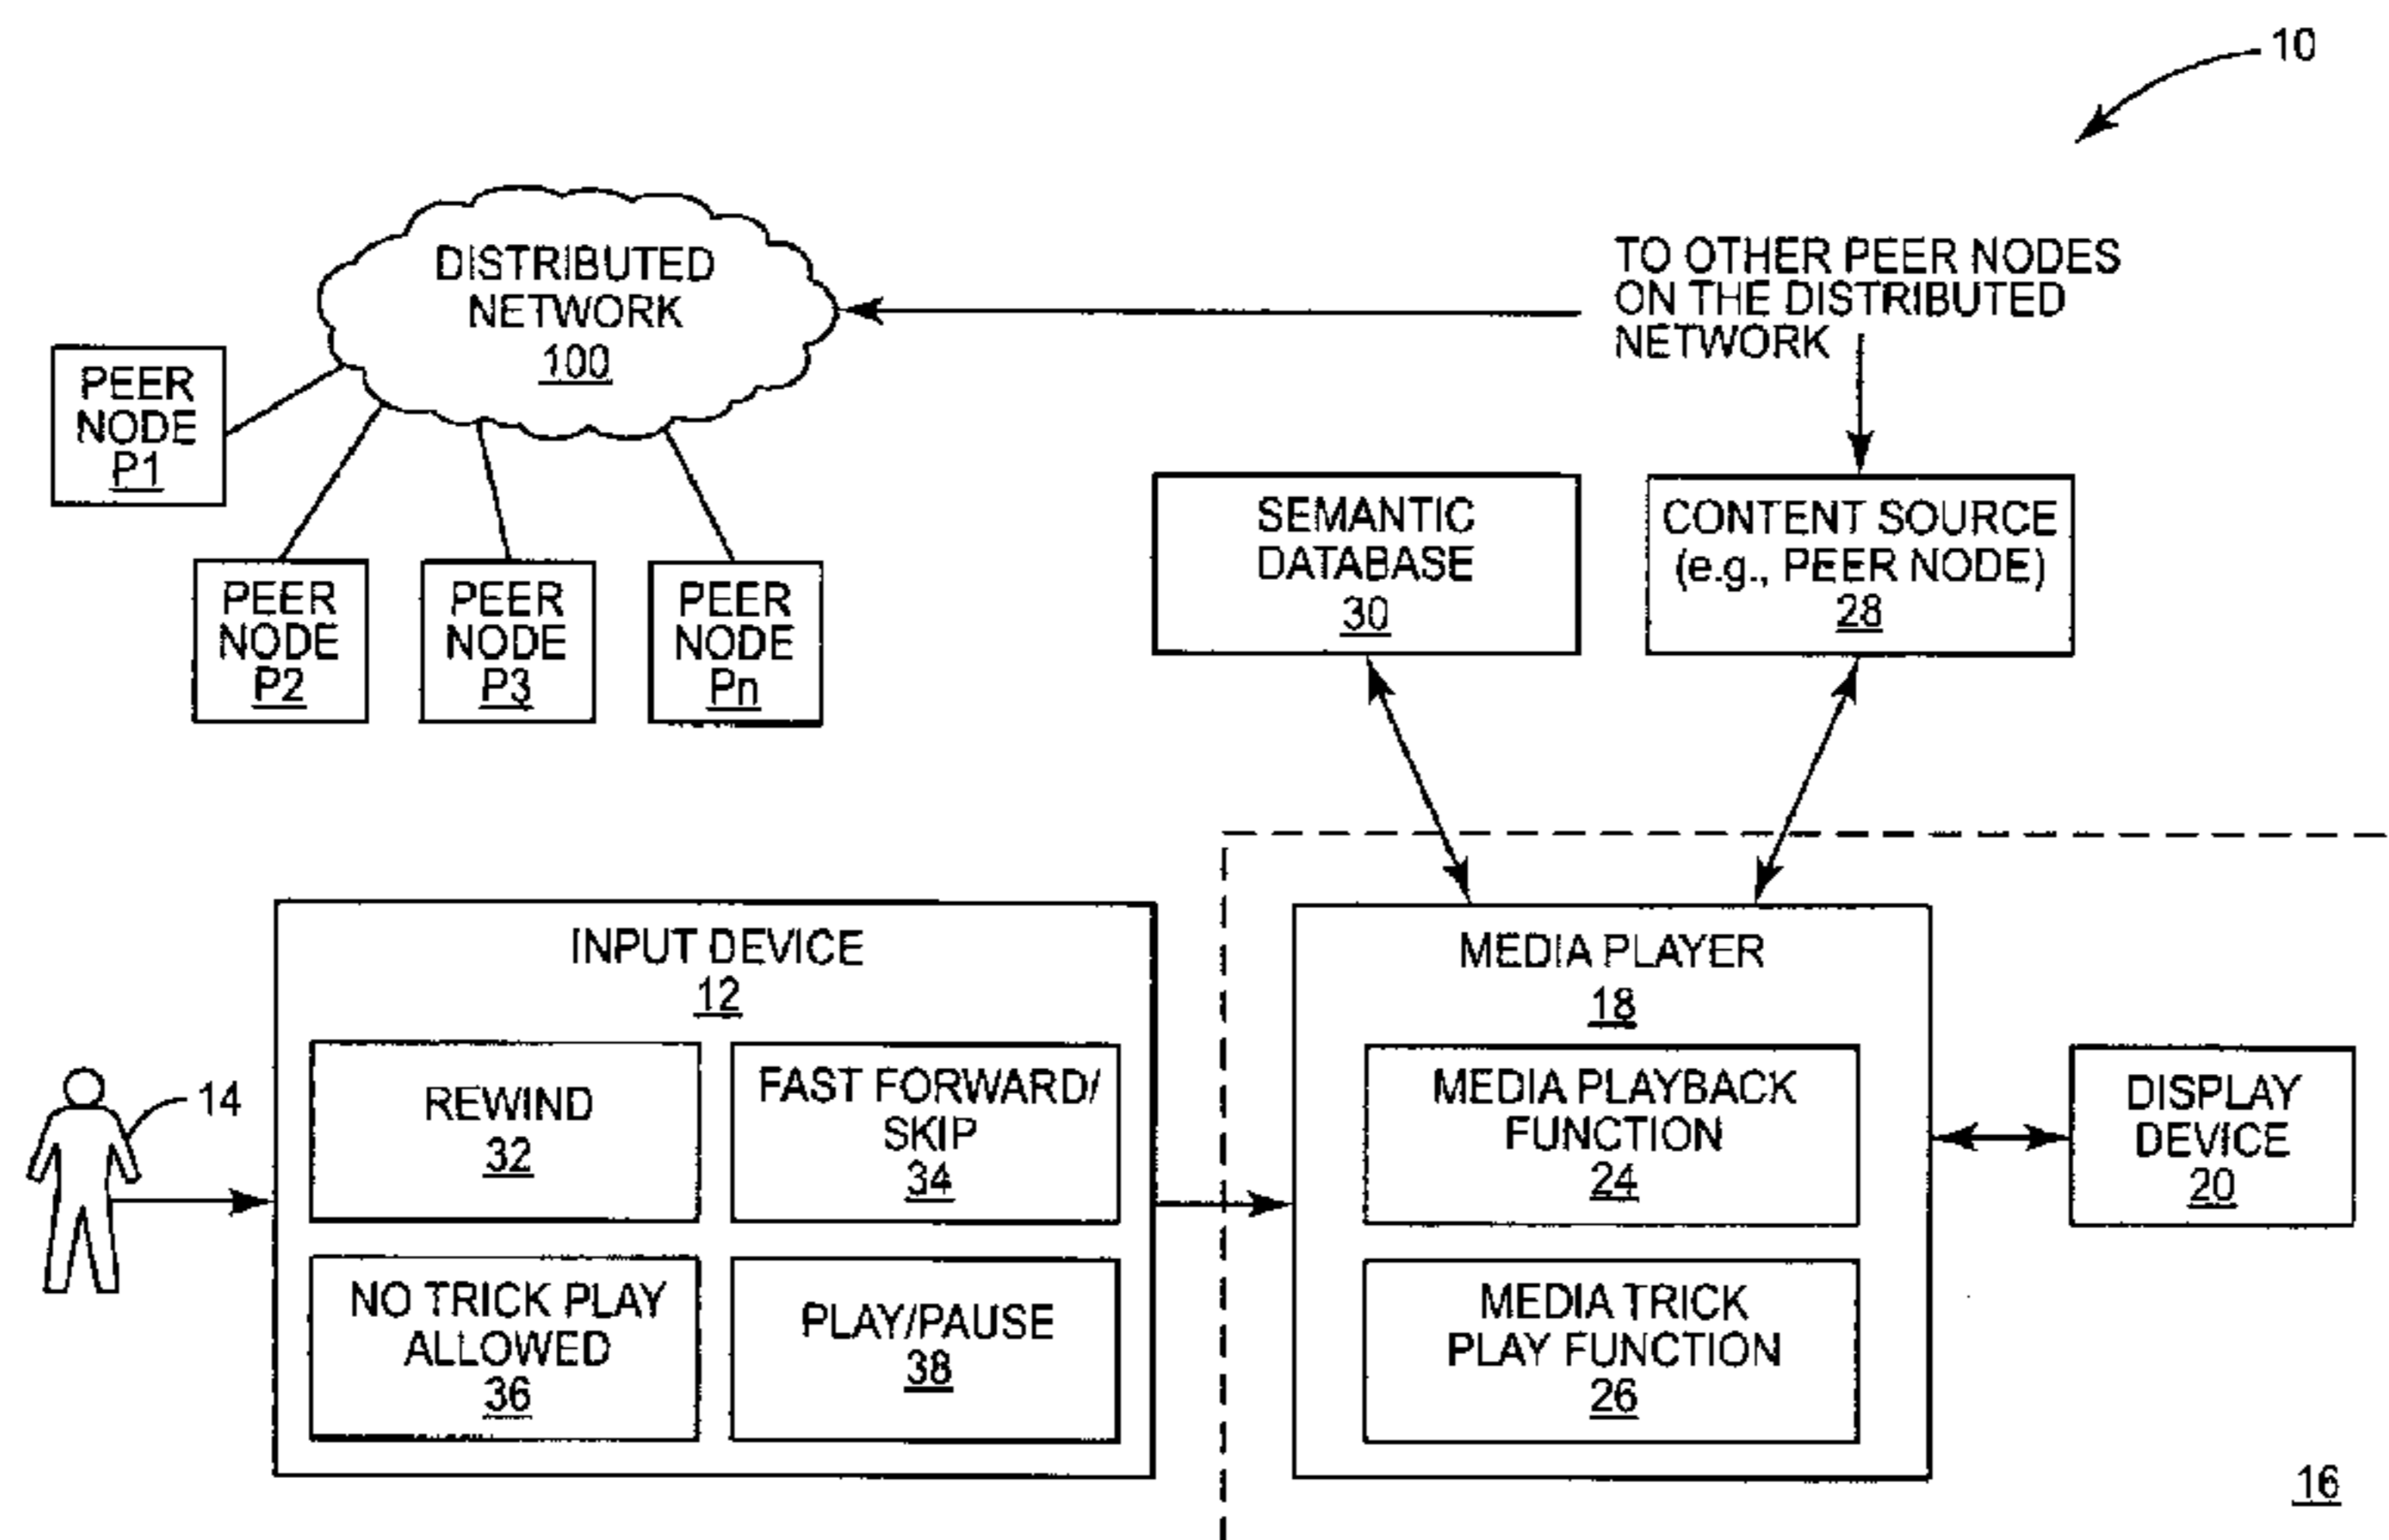 10
DISTRIBUTED
NETWORK
100
TO OTHER PEER NODES
ON THE DISTRIBUTED
NETWORK
PEER
NODE
P1
PEER
NODE
P2
PEER
NODE
P3
PEER
NODE
Pn
SEMANTIC
DATABASE
30
CONTENT SOURCE
(e.g., PEER NODE)
28
14
INPUT DEVICE
12
REWIND
32
FAST FORWARD/
SKIP
34
NO TRICK PLAY
ALLOWED
36
PLAY/PAUSE
38
MEDIA PLAYER
18
MEDIA PLAYBACK
FUNCTION
24
MEDIA TRICK
PLAY FUNCTION
26
DISPLAY
DEVICE
20
16